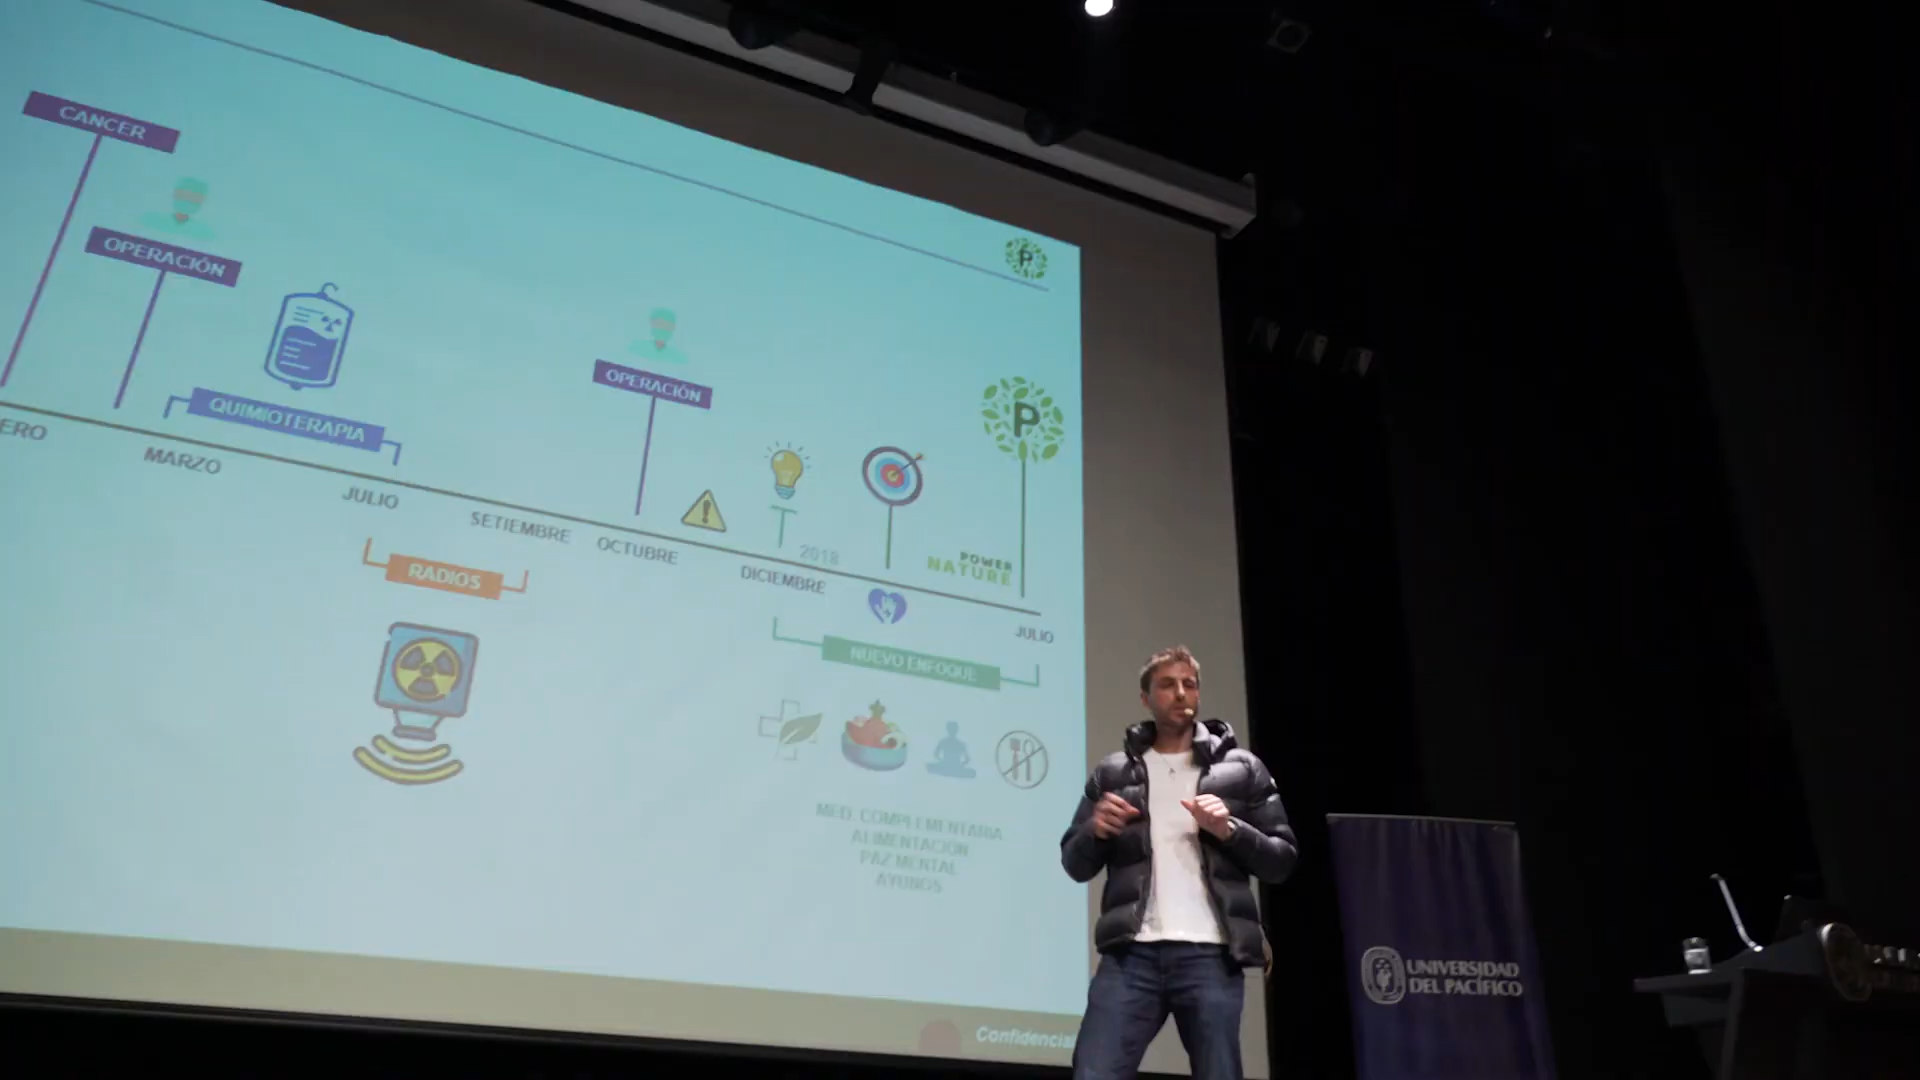 CANCER
OPERACIÓN
QUIMIOTERAPIA
OPERACIÓN
P
P
ERO
MARZO
JULIO
SETIEMBRE
OCTUBRE
DICIEMBRE
2018
JULIO
POWER
NATURE
RADIOS
NUEVO ENFOQUE
MED. COMPLEMENTARIA
ALIMENTACIÓN
PAZ MENTAL
AYUNOS
Confidencial
UNIVERSIDAD
DEL PACÍFICO